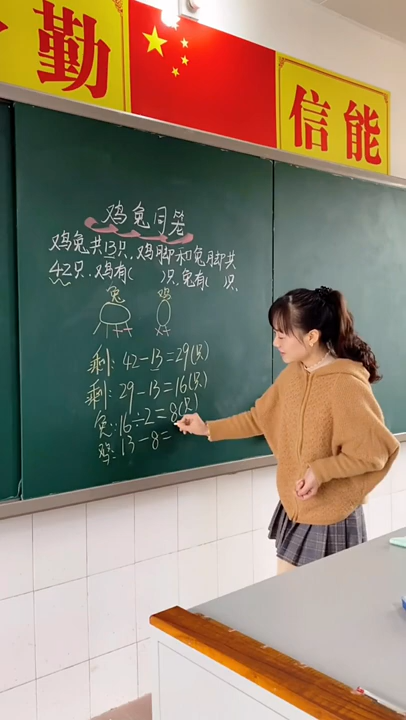 勤
信能
鸡兔同笼
鸡兔共13只,鸡脚和兔脚共
42只,鸡有( )只,兔有( )只.
兔 鸡
剩: 42-13=29(只)
剩: 29-13=16(只)
兔: 16÷2=8(只)
鸡: 13-8=